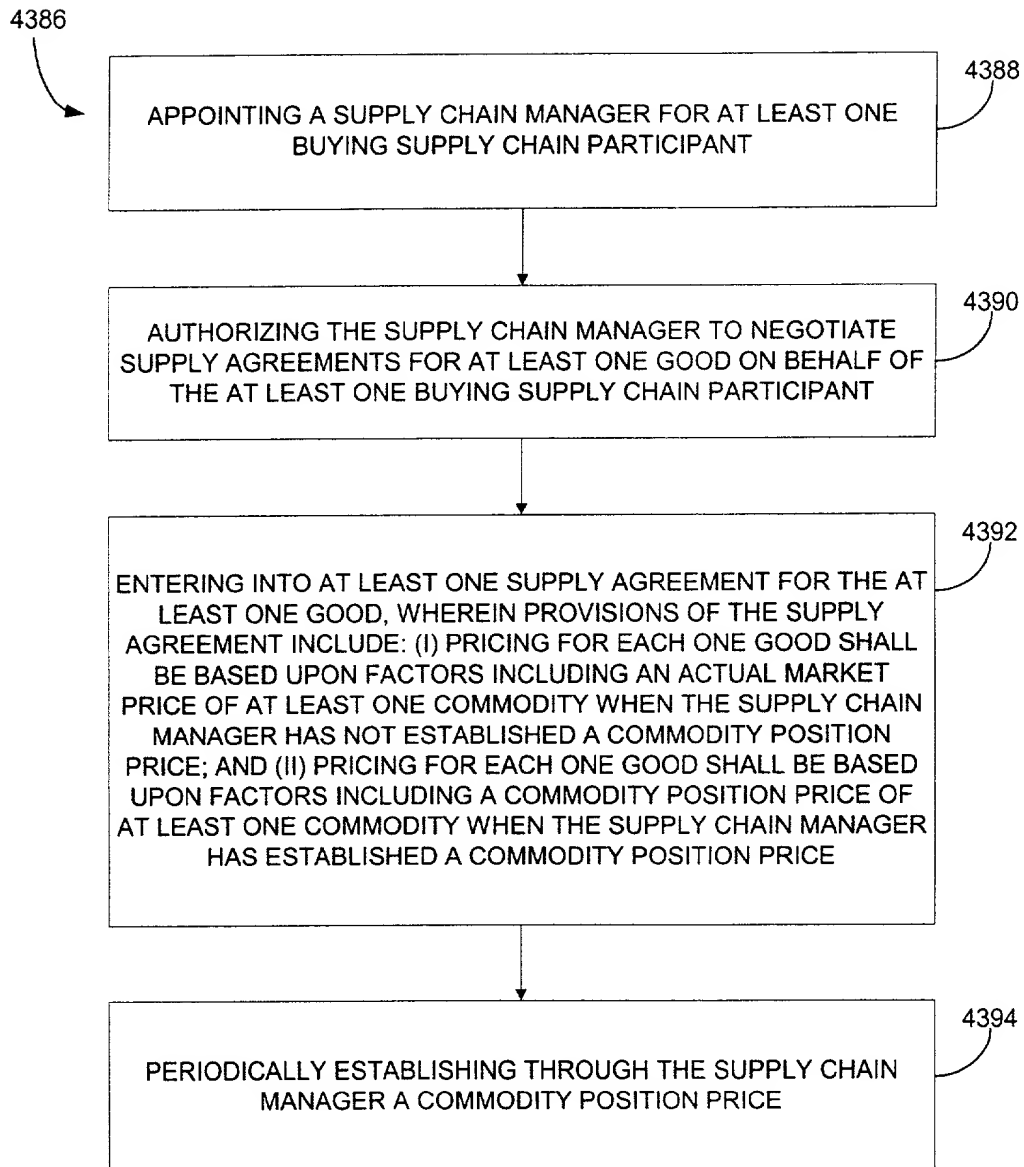 4386
4388
APPOINTING A SUPPLY CHAIN MANAGER FOR AT LEAST ONE
BUYING SUPPLY CHAIN PARTICIPANT
4390
AUTHORIZING THE SUPPLY CHAIN MANAGER TO NEGOTIATE
SUPPLY AGREEMENTS FOR AT LEAST ONE GOOD ON BEHALF OF
THE AT LEAST ONE BUYING SUPPLY CHAIN PARTICIPANT
4392
ENTERING INTO AT LEAST ONE SUPPLY AGREEMENT FOR THE AT
LEAST ONE GOOD, WHEREIN PROVISIONS OF THE SUPPLY
AGREEMENT INCLUDE: (I) PRICING FOR EACH ONE GOOD SHALL
BE BASED UPON FACTORS INCLUDING AN ACTUAL MARKET
PRICE OF AT LEAST ONE COMMODITY WHEN THE SUPPLY CHAIN
MANAGER HAS NOT ESTABLISHED A COMMODITY POSITION
PRICE; AND (II) PRICING FOR EACH ONE GOOD SHALL BE BASED
UPON FACTORS INCLUDING A COMMODITY POSITION PRICE OF
AT LEAST ONE COMMODITY WHEN THE SUPPLY CHAIN MANAGER
HAS ESTABLISHED A COMMODITY POSITION PRICE
4394
PERIODICALLY ESTABLISHING THROUGH THE SUPPLY CHAIN
MANAGER A COMMODITY POSITION PRICE